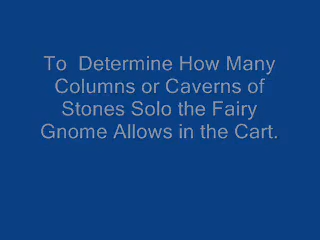 To  Determine How Many
Columns or Caverns of
Stones Solo the Fairy
Gnome Allows in the Cart.